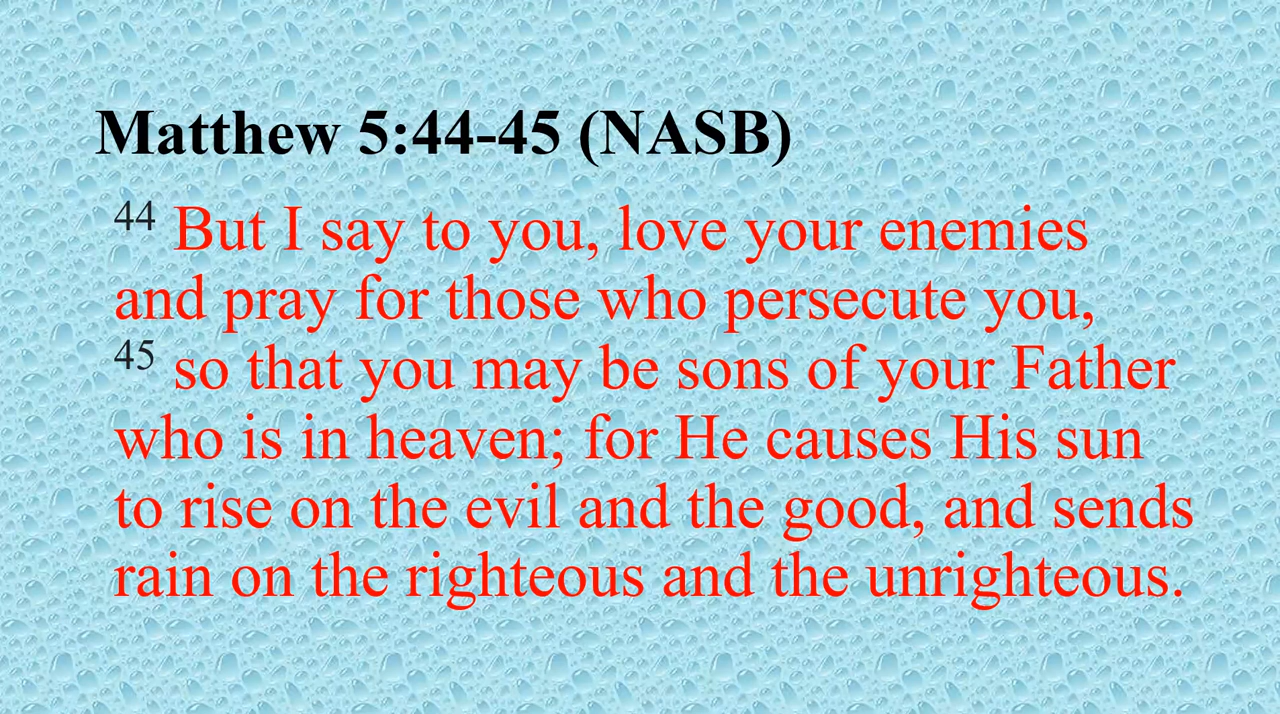 Matthew 5:44-45 (NASB)
44 But I say to you, love your enemies
and pray for those who persecute you,
45 so that you may be sons of your Father
who is in heaven; for He causes His sun
to rise on the evil and the good, and sends
rain on the righteous and the unrighteous.